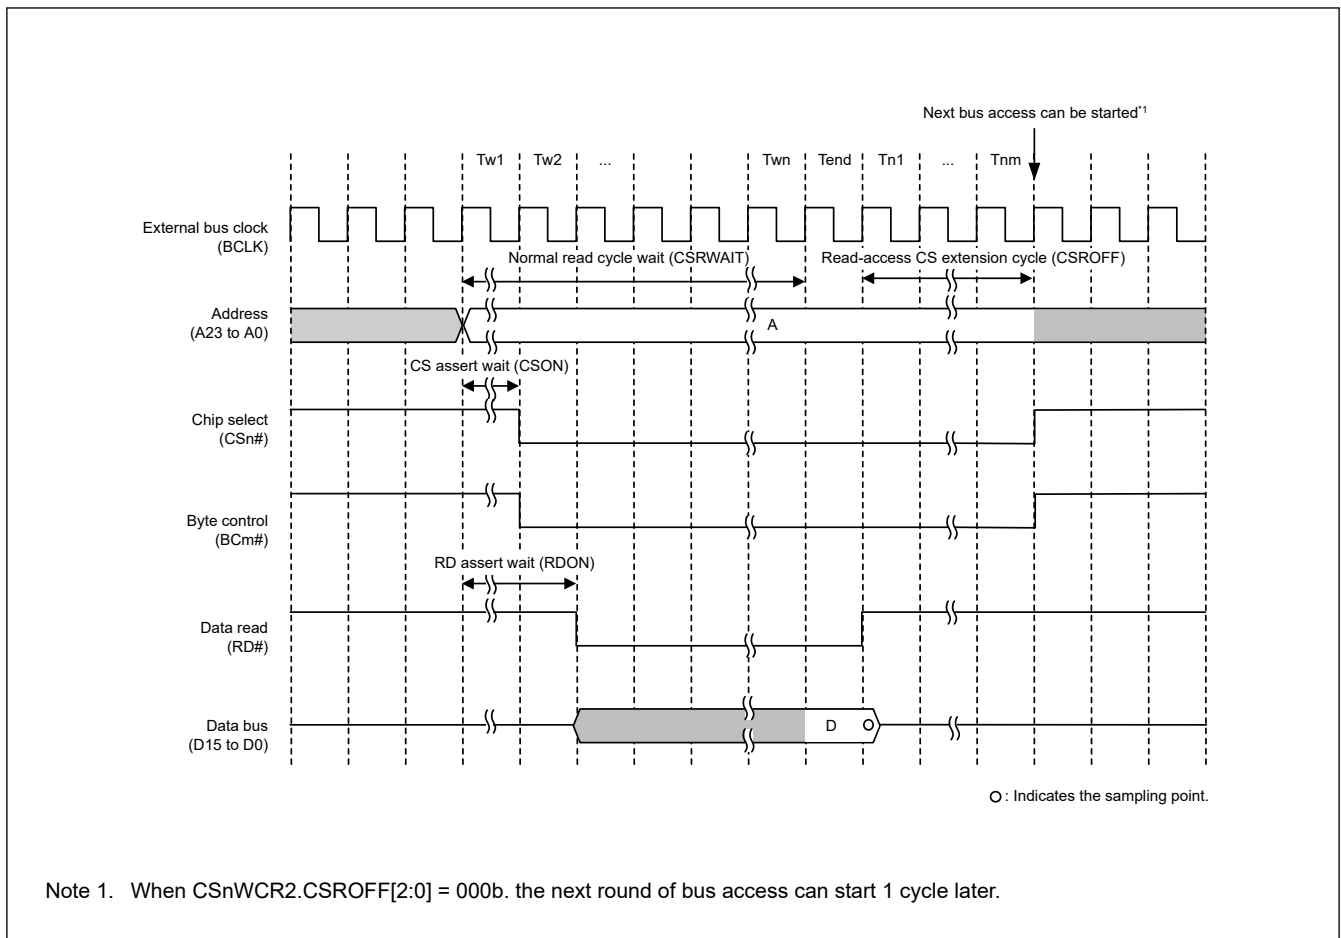 Next bus access can be started*1
Tw1 Tw2 ... Twn Tend Tn1 ... Tnm
External bus clock
(BCLK)
Normal read cycle wait (CSRWAIT) Read-access CS extension cycle (CSROFF)
Address
(A23 to A0)
A
CS assert wait (CSON)
Chip select
(CSn#)
Byte control
(BCm#)
RD assert wait (RDON)
Data read
(RD#)
Data bus
(D15 to D0)
D
: Indicates the sampling point.
Note 1. When CSnWCR2.CSROFF[2:0] = 000b. the next round of bus access can start 1 cycle later.